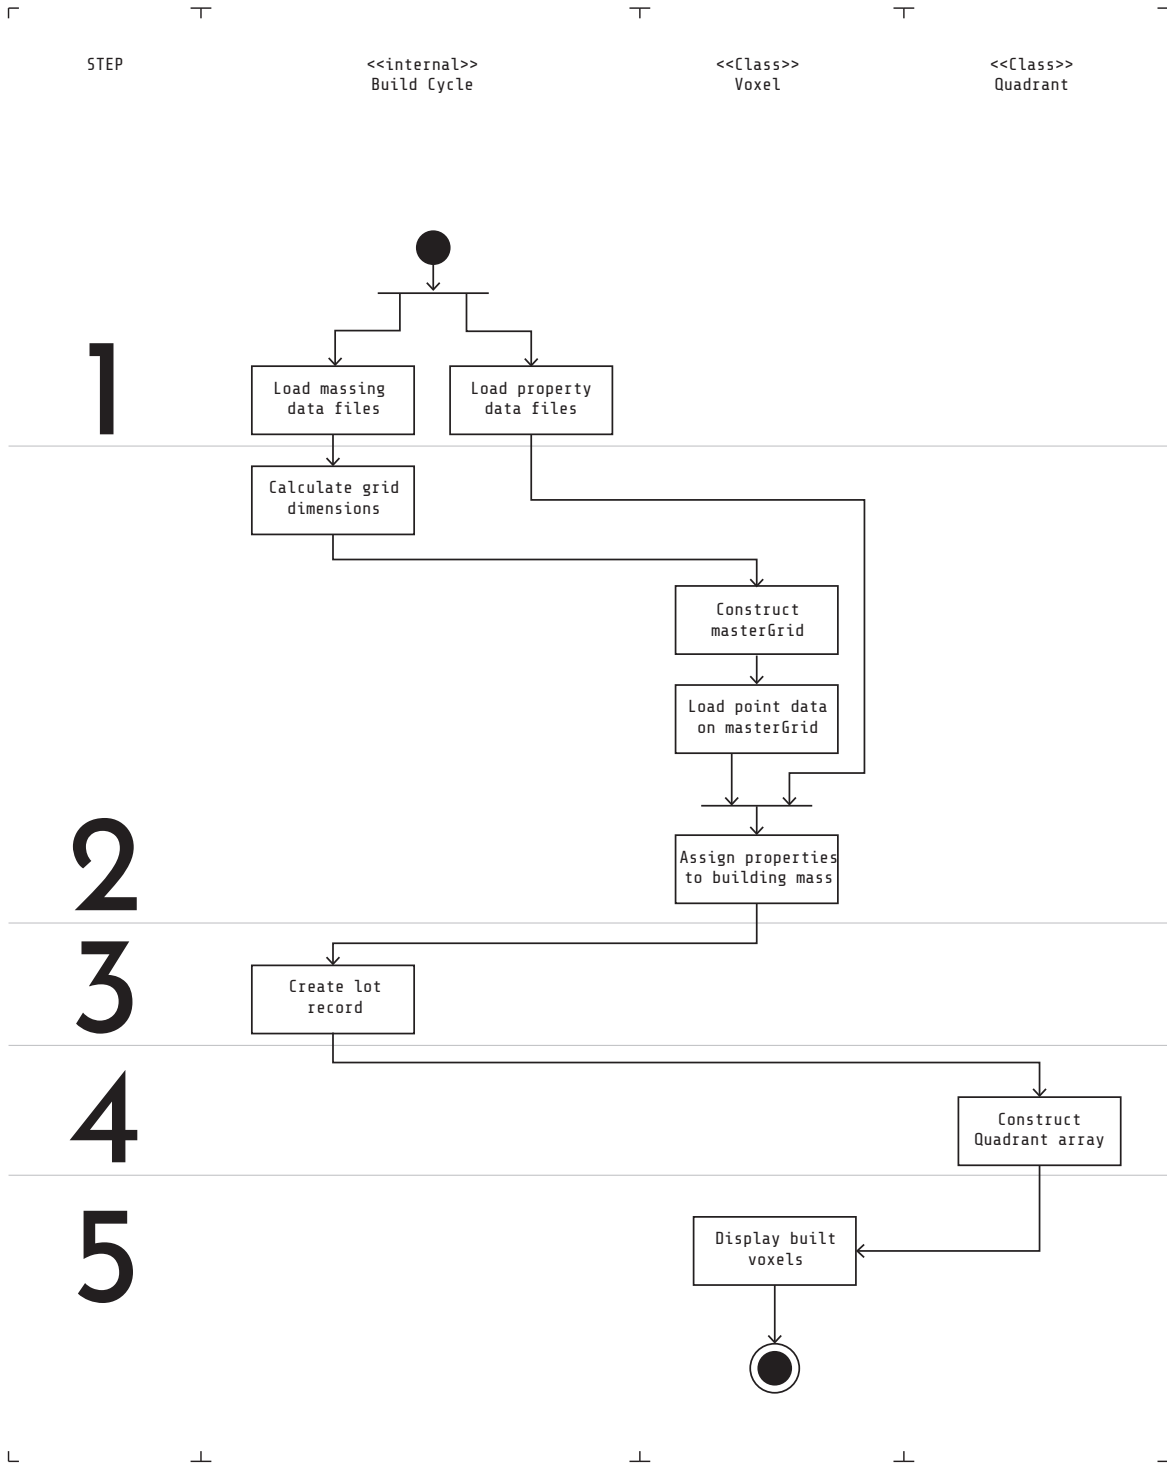 STEP
<<internal>>
Build Cycle
<<Class>>
Voxel
<<Class>>
Quadrant
1
Load massing
data files
Load property
data files
Calculate grid
dimensions
Construct
masterGrid
Load point data
on masterGrid
2
Assign properties
to building mass
3
Create lot
record
4
Construct
Quadrant array
5
Display built
voxels